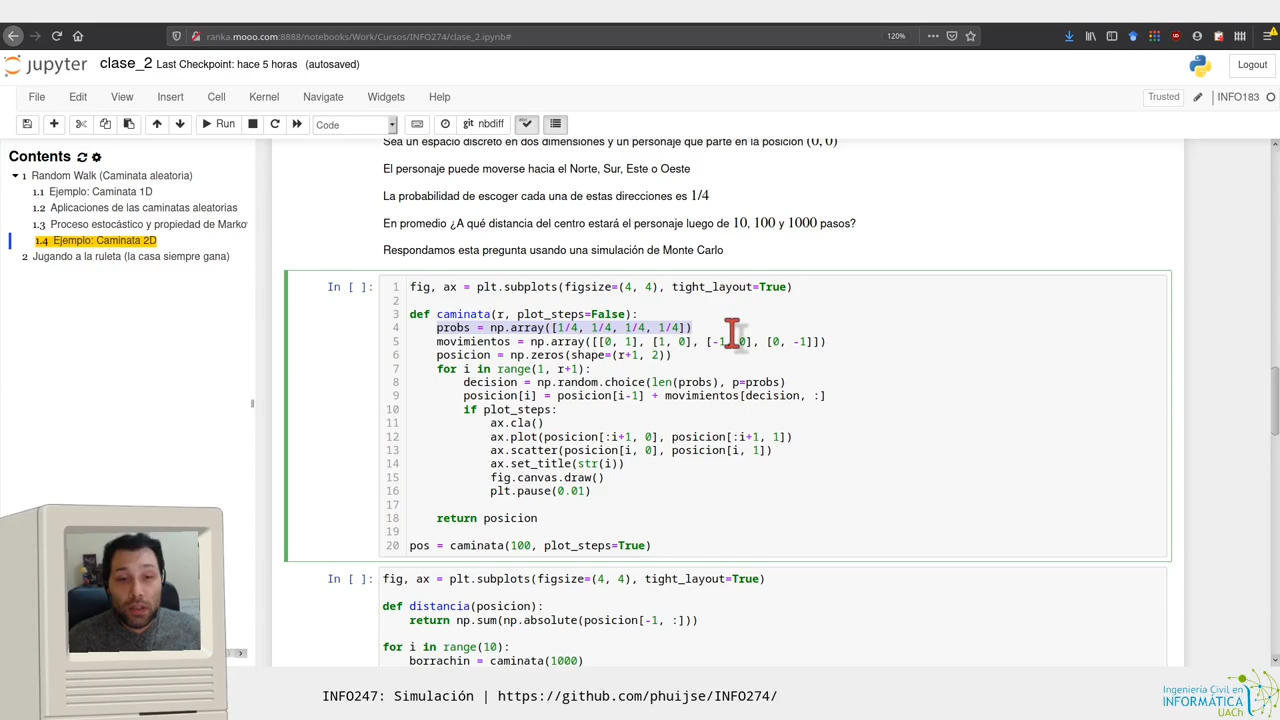 ranka.mooo.com:8888/notebooks/Work/Cursos/INFO274/clase_2.ipynb#
120%
jupyter clase_2 Last Checkpoint: hace 5 horas (autosaved)
Logout
File Edit View Insert Cell Kernel Navigate Widgets Help
Trusted INFO183
Run Code git nbdiff
Contents
1 Random Walk (Caminata aleatoria)
1.1 Ejemplo: Caminata 1D
1.2 Aplicaciones de las caminatas aleatorias
1.3 Proceso estocástico y propiedad de Marko
1.4 Ejemplo: Caminata 2D
2 Jugando a la ruleta (la casa siempre gana)
Sea un espacio discreto en dos dimensiones y un personaje que parte en la posición (0, 0)
El personaje puede moverse hacia el Norte, Sur, Este o Oeste
La probabilidad de escoger cada una de estas direcciones es 1/4
En promedio ¿A qué distancia del centro estará el personaje luego de 10, 100 y 1000 pasos?
Respondamos esta pregunta usando una simulación de Monte Carlo
In [ ]:
1 fig, ax = plt.subplots(figsize=(4, 4), tight_layout=True)
2
3 def caminata(r, plot_steps=False):
4 probs = np.array([1/4, 1/4, 1/4, 1/4])
5 movimientos = np.array([[0, 1], [1, 0], [-1, 0], [0, -1]])
6 posicion = np.zeros(shape=(r+1, 2))
7 for i in range(1, r+1):
8 decision = np.random.choice(len(probs), p=probs)
9 posicion[i] = posicion[i-1] + movimientos[decision, :]
10 if plot_steps:
11 ax.cla()
12 ax.plot(posicion[:i+1, 0], posicion[:i+1, 1])
13 ax.scatter(posicion[i, 0], posicion[i, 1])
14 ax.set_title(str(i))
15 fig.canvas.draw()
16 plt.pause(0.01)
17
18 return posicion
19
20 pos = caminata(100, plot_steps=True)
In [ ]:
fig, ax = plt.subplots(figsize=(4, 4), tight_layout=True)
def distancia(posicion):
return np.sum(np.absolute(posicion[-1, :]))
for i in range(10):
borrachin = caminata(1000)
INFO247: Simulación | https://github.com/phuijse/INFO274/
Ingeniería Civil en
INFORMÁTICA
UACh